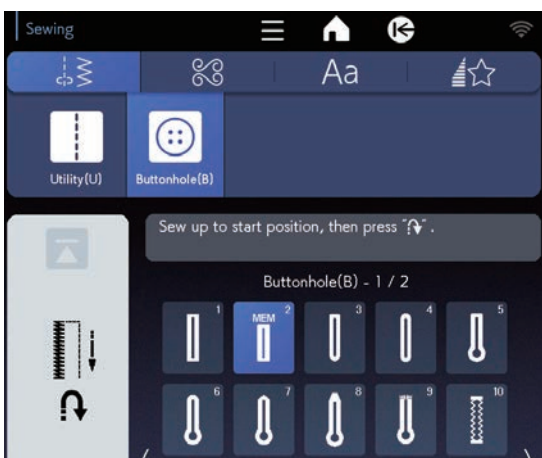 Sewing
Aa
Utility(U)
Buttonhole(B)
Sew up to start position, then press "↷".
Buttonhole(B) - 1 / 2
1
MEM 2
3
4
5
6
7
8
9
10